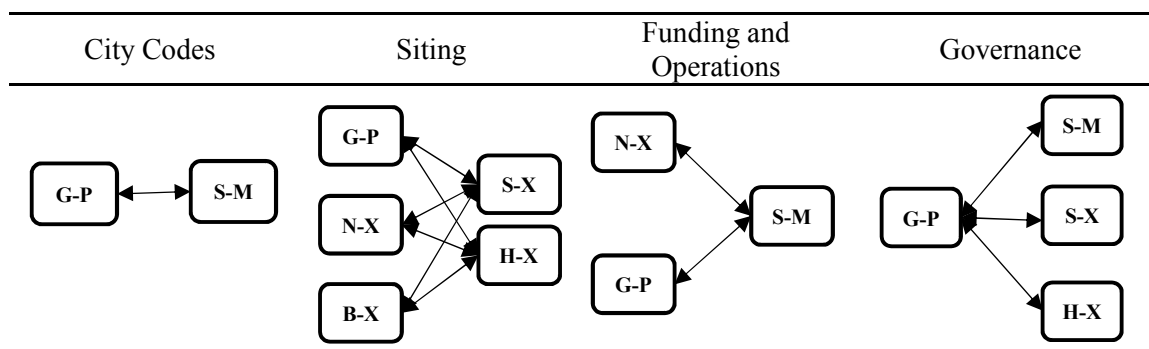 City Codes
Siting
Funding and
Operations
Governance
G-P
S-M
G-P
N-X
B-X
S-X
H-X
N-X
G-P
S-M
G-P
S-M
S-X
H-X